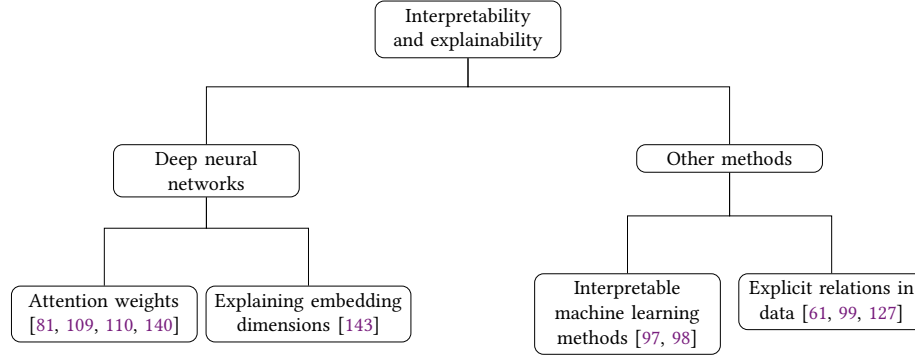 Interpretability
and explainability
Deep neural
networks
Other methods
Attention weights
[81, 109, 110, 140]
Explaining embedding
dimensions [143]
Interpretable
machine learning
methods [97, 98]
Explicit relations in
data [61, 99, 127]